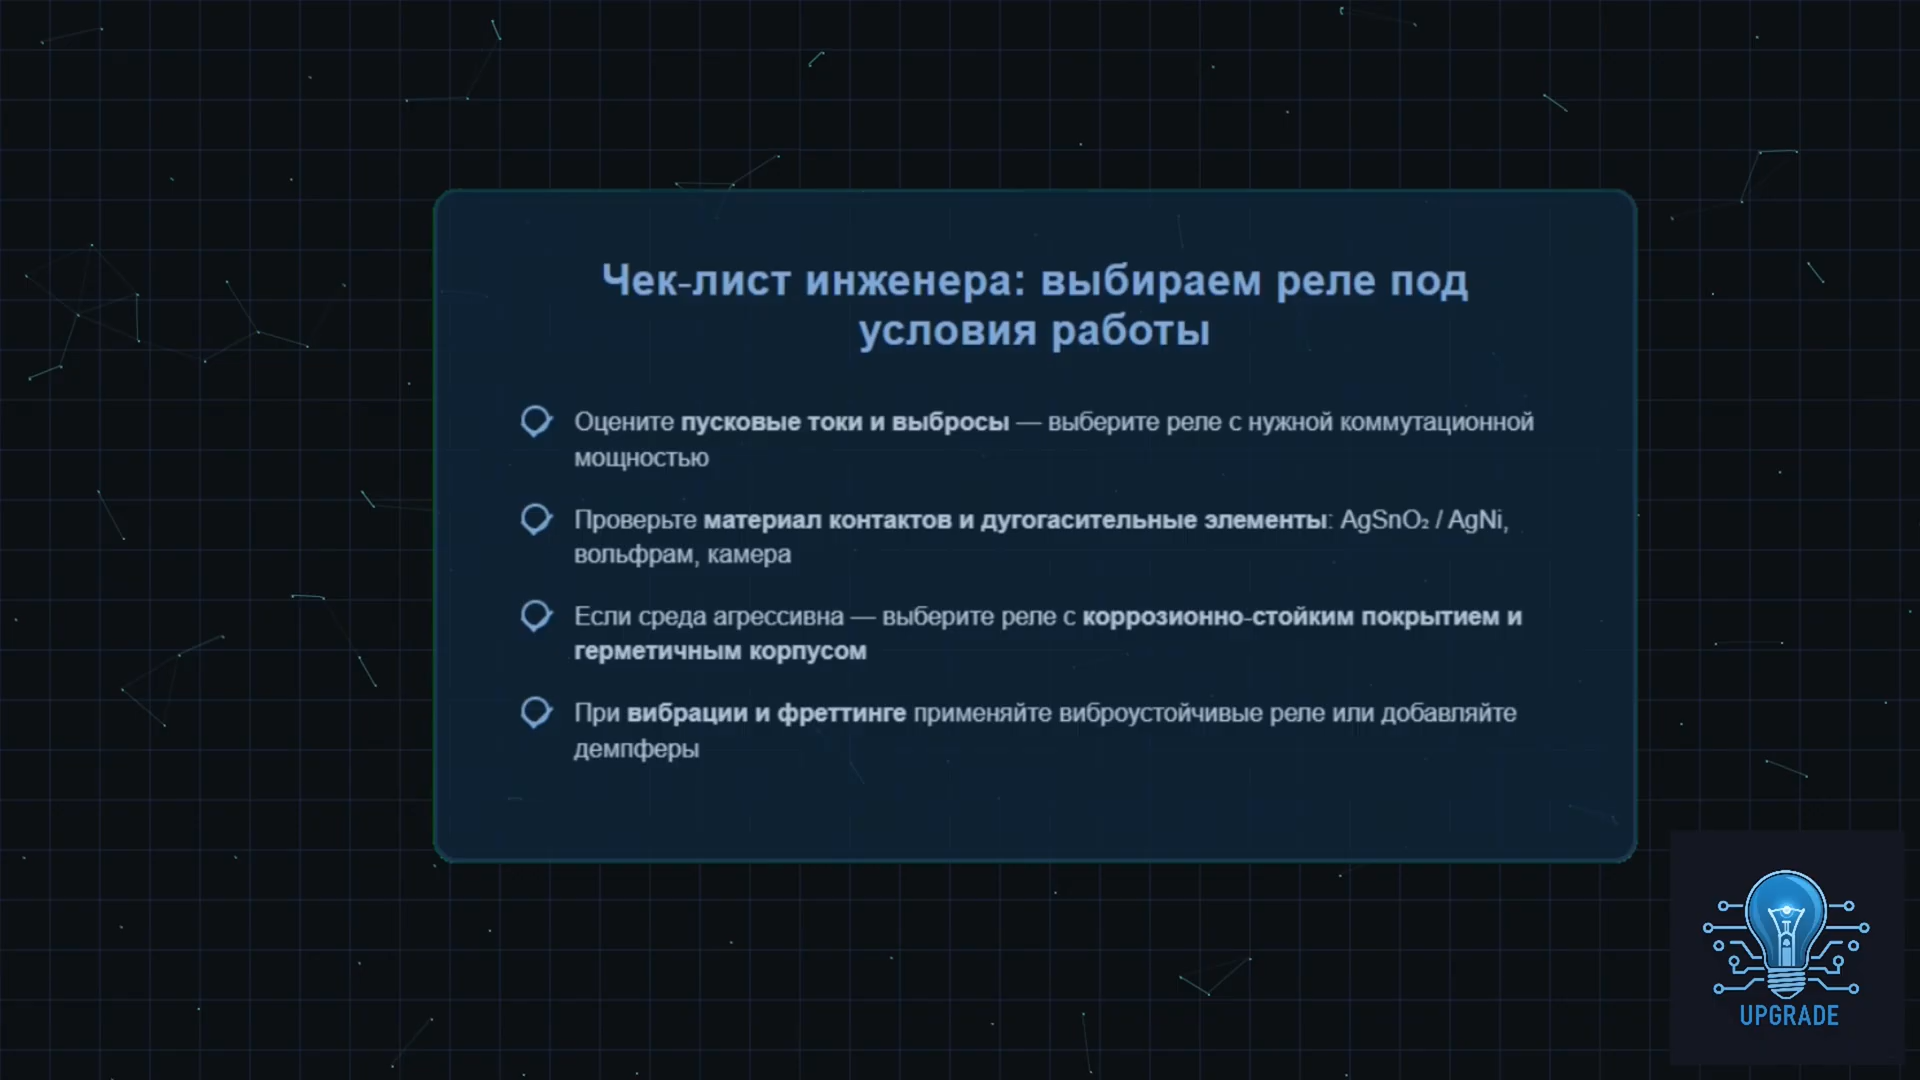 Чек-лист инженера: выбираем реле под
условия работы
Оцените пусковые токи и выбросы — выберите реле с нужной коммутационной
мощностью
Проверьте материал контактов и дугогасительные элементы: AgSnO₂ / AgNi,
вольфрам, камера
Если среда агрессивна — выберите реле с коррозионно-стойким покрытием и
герметичным корпусом
При вибрации и фреттинге применяйте виброустойчивые реле или добавляйте
демпферы
UPGRADE